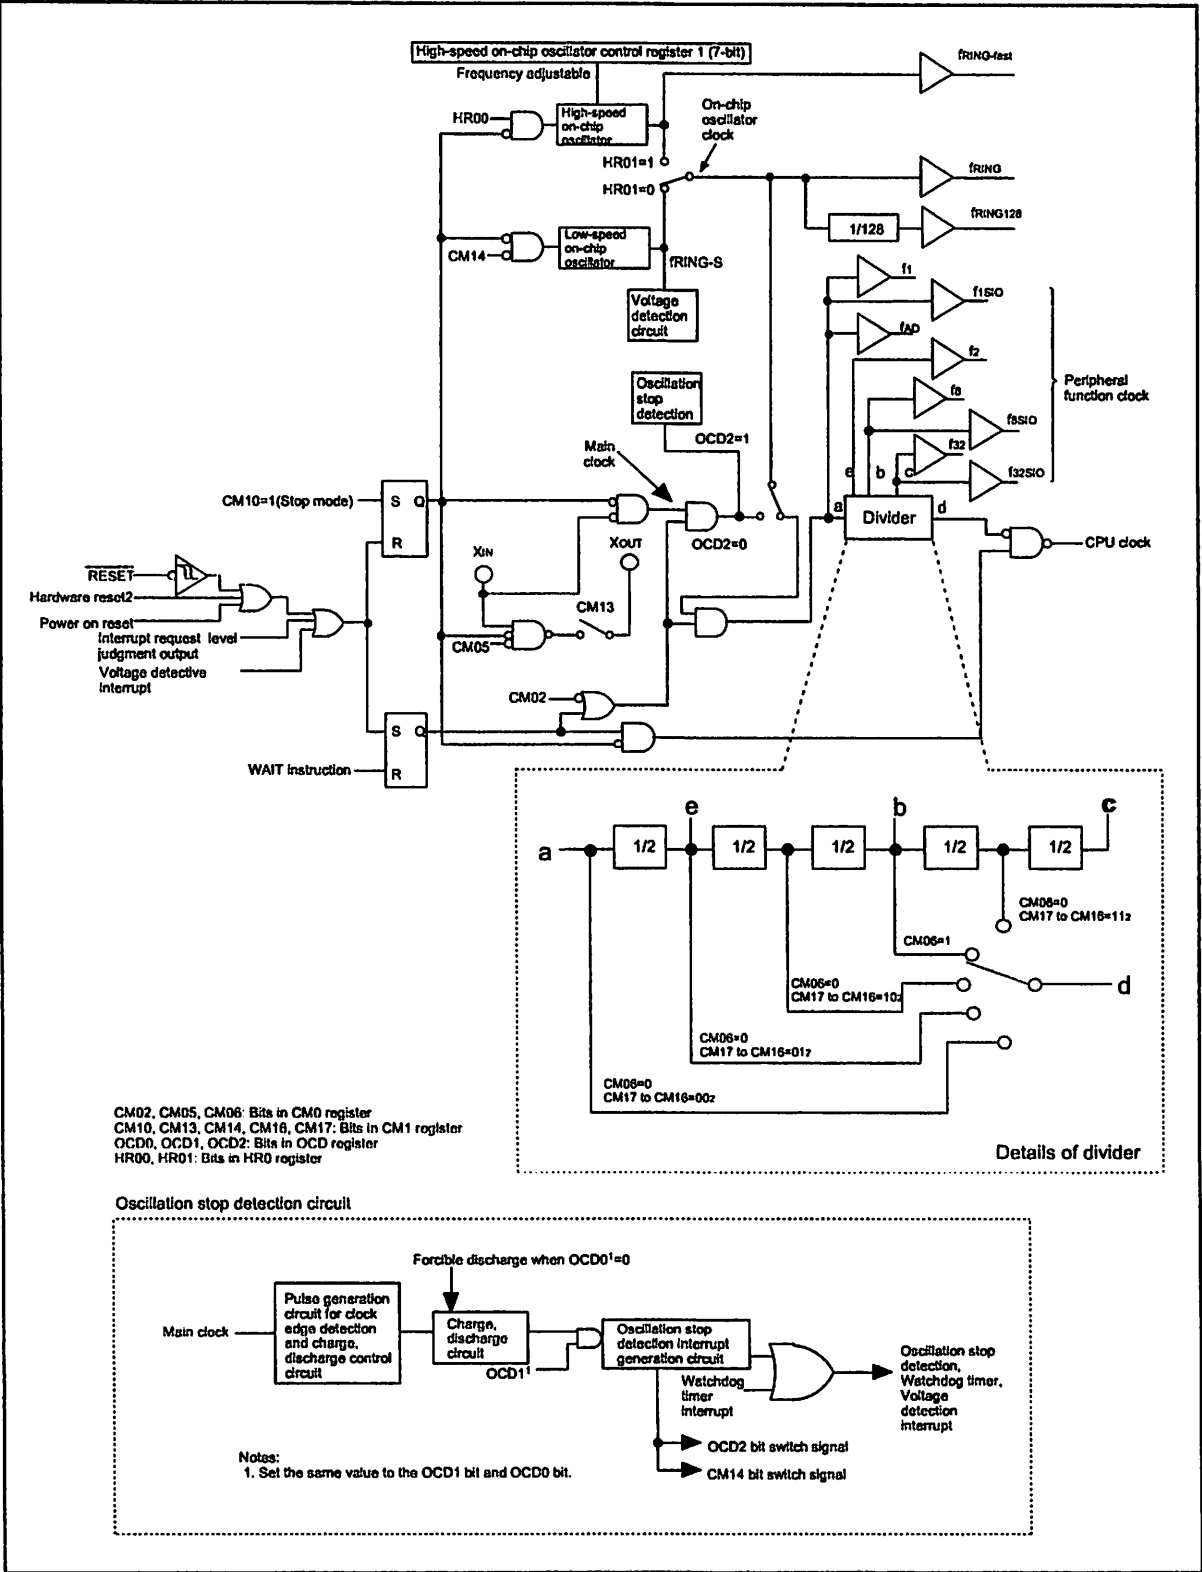 High-speed on-chip oscillator control register 1 (7-bit)
Frequency adjustable
fRING-fast
HR00
High-speed
on-chip
oscillator
On-chip
oscillator
clock
HR01=1
HR01=0
fRING
fRING128
1/128
CM14
Low-speed
on-chip
oscillator
fRING-S
Voltage
detection
circuit
f1
f1SIO
fAD
f2
f8
f8SIO
f32
f32SIO
Peripheral
function clock
Oscillation
stop
detection
OCD2=1
Main
clock
OCD2=0
e b c
a
Divider
d
CPU clock
CM10=1(Stop mode)
S Q
R
XIN
XOUT
CM13
CM05
RESET
Hardware reset2
Power on reset
Interrupt request level
judgment output
Voltage detective
interrupt
CM02
S Q
R
WAIT instruction
e b c
a
1/2 1/2 1/2 1/2 1/2
CM06=0
CM17 to CM16=112
CM06=1
CM06=0
CM17 to CM16=102
d
CM06=0
CM17 to CM16=012
CM06=0
CM17 to CM16=002
Details of divider
CM02, CM05, CM06: Bits in CM0 register
CM10, CM13, CM14, CM16, CM17: Bits in CM1 register
OCD0, OCD1, OCD2: Bits in OCD register
HR00, HR01: Bits in HR0 register
Oscillation stop detection circuit
Forcible discharge when OCD0¹=0
Main clock
Pulse generation
circuit for clock
edge detection
and charge,
discharge control
circuit
Charge,
discharge
circuit
OCD1¹
Oscillation stop
detection interrupt
generation circuit
Watchdog
timer
interrupt
Oscillation stop
detection,
Watchdog timer,
Voltage
detection
interrupt
OCD2 bit switch signal
CM14 bit switch signal
Notes:
1. Set the same value to the OCD1 bit and OCD0 bit.